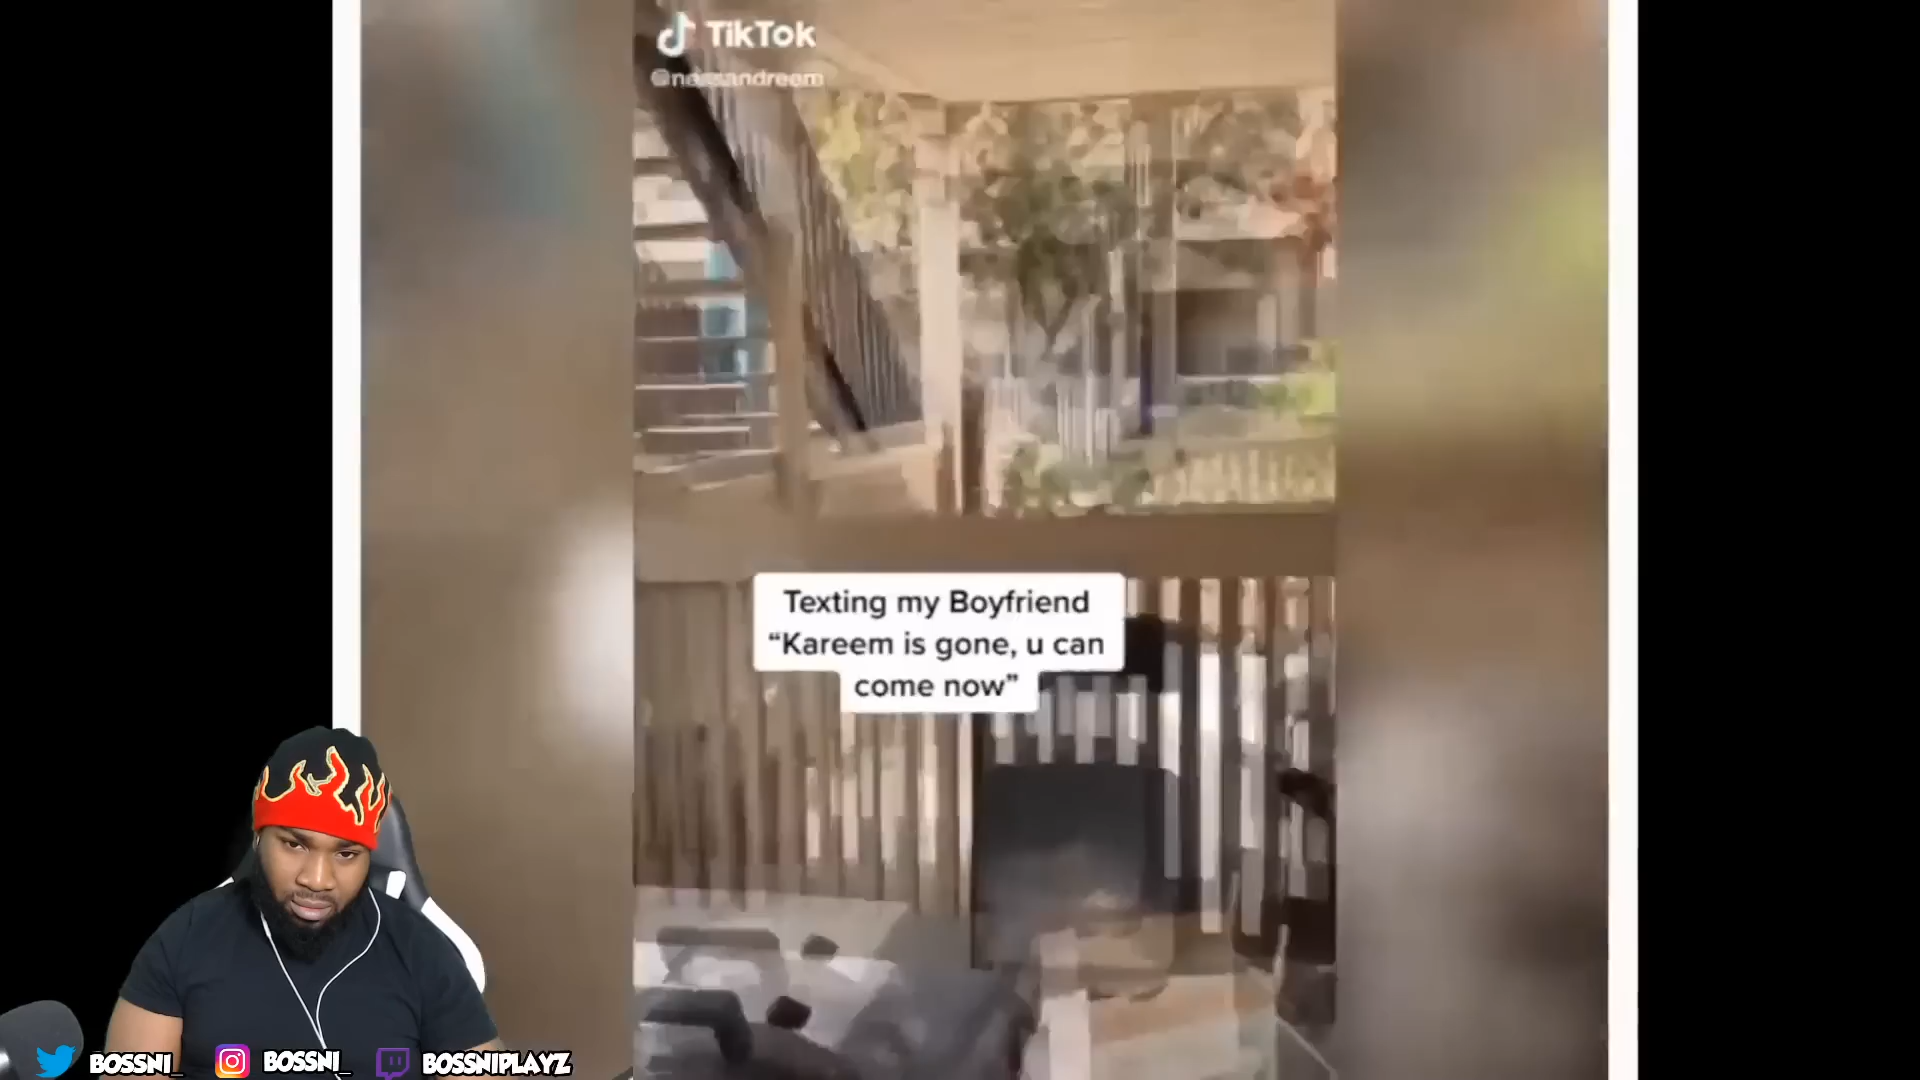 TikTok
Texting my Boyfriend
“Kareem is gone, u can
come now”
BOSSNI_
BOSSNI_
BOSSNIPLAYZ